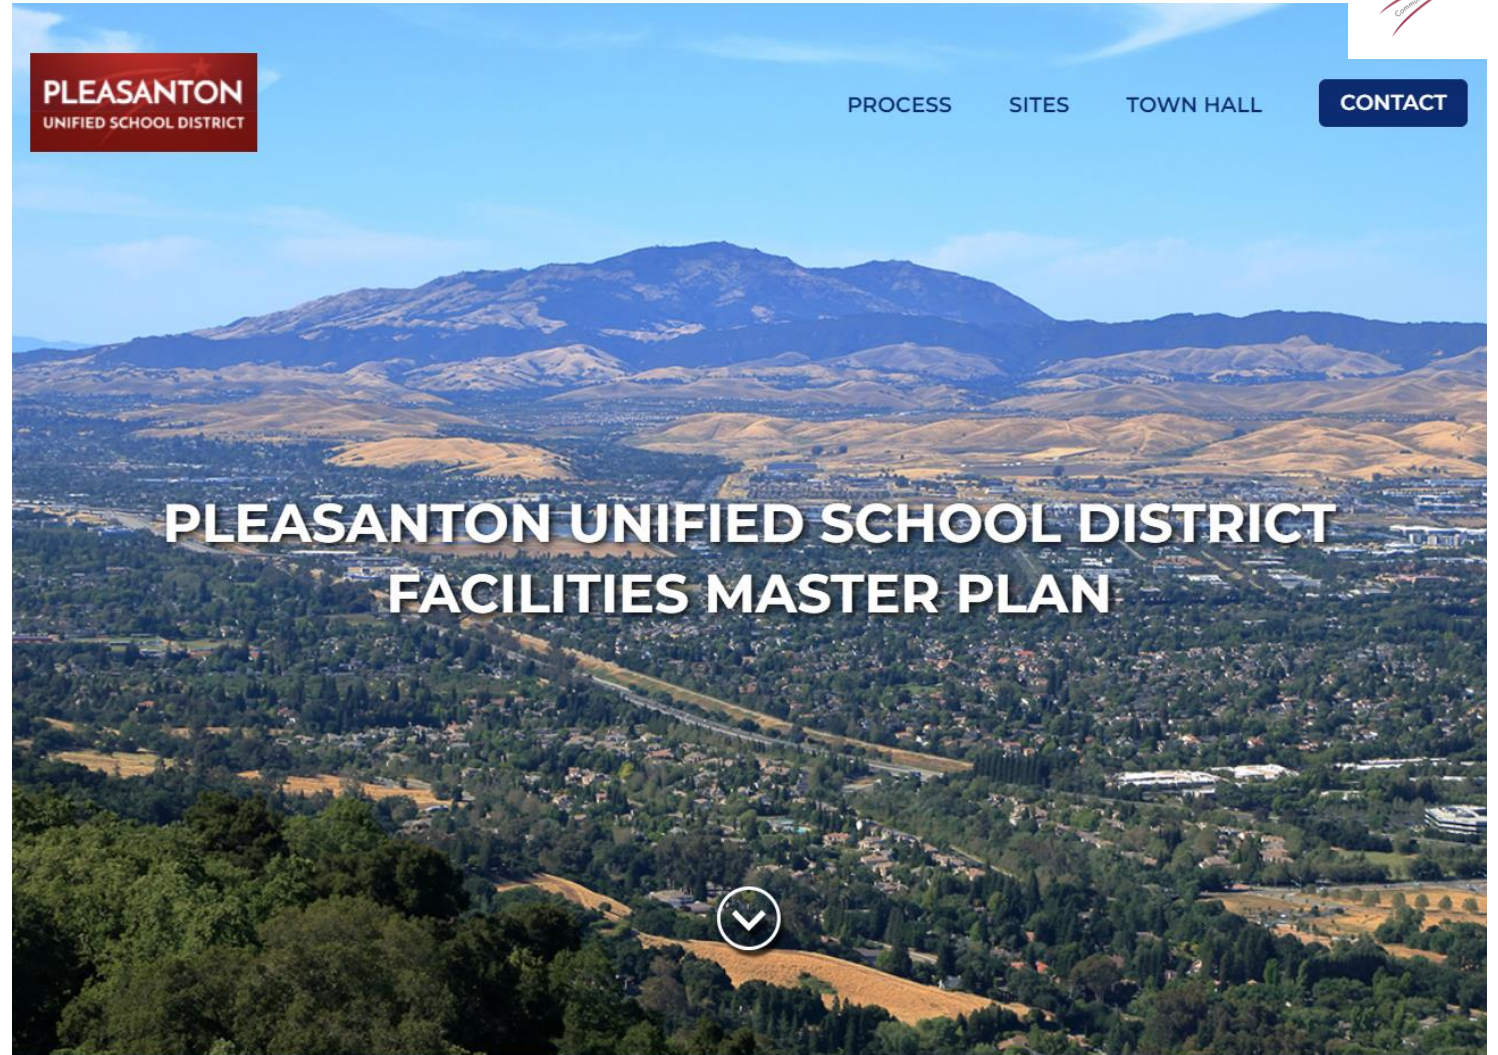 PLEASANTON
UNIFIED SCHOOL DISTRICT
PROCESS
SITES
TOWN HALL
CONTACT
PLEASANTON UNIFIED SCHOOL DISTRICT
FACILITIES MASTER PLAN